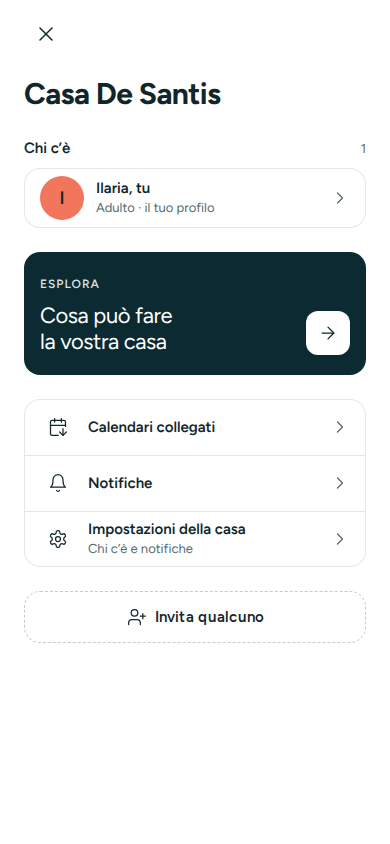 Casa De Santis
Chi c'è
1
I
Ilaria, tu
Adulto · il tuo profilo
ESPLORA
Cosa può fare
la vostra casa
Calendari collegati
Notifiche
Impostazioni della casa
Chi c'è e notifiche
Invita qualcuno